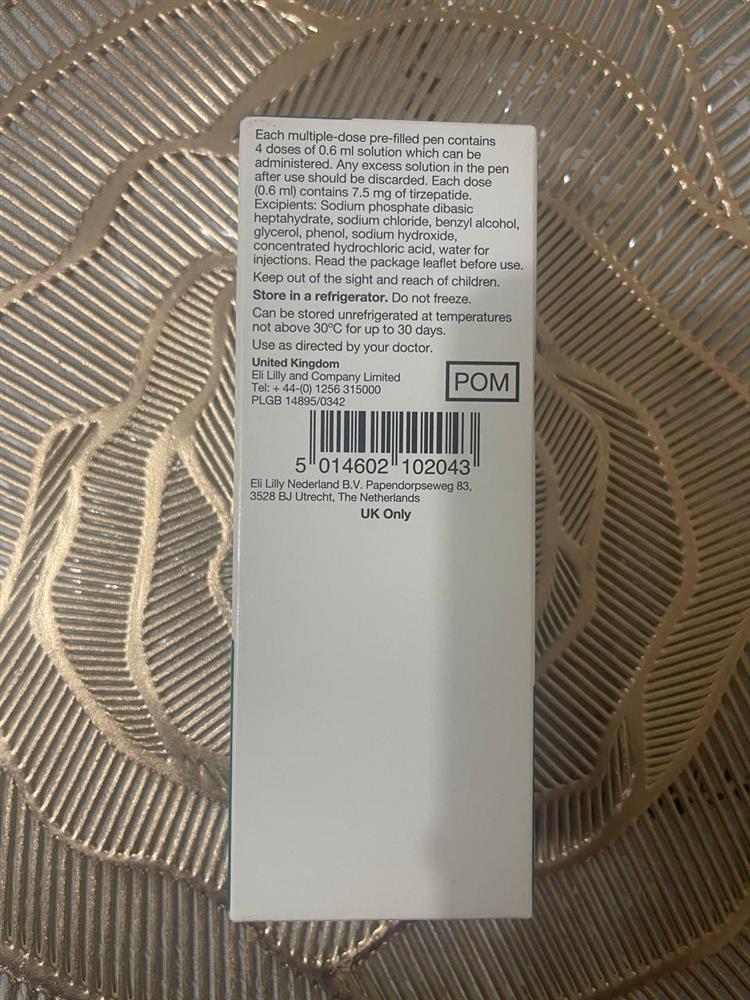 Each multiple-dose pre-filled pen contains
4 doses of 0.6 ml solution which can be
administered. Any excess solution in the pen
after use should be discarded. Each dose
(0.6 ml) contains 7.5 mg of tirzepatide.
Excipients: Sodium phosphate dibasic
heptahydrate, sodium chloride, benzyl alcohol,
glycerol, phenol, sodium hydroxide,
concentrated hydrochloric acid, water for
injections. Read the package leaflet before use.
Keep out of the sight and reach of children.
Store in a refrigerator. Do not freeze.
Can be stored unrefrigerated at temperatures
not above 30ºC for up to 30 days.
Use as directed by your doctor.
United Kingdom
Eli Lilly and Company Limited
Tel: + 44-(0) 1256 315000
PLGB 14895/0342
POM
5 014602 102043
Eli Lilly Nederland B.V. Papendorpseweg 83,
3528 BJ Utrecht, The Netherlands
UK Only